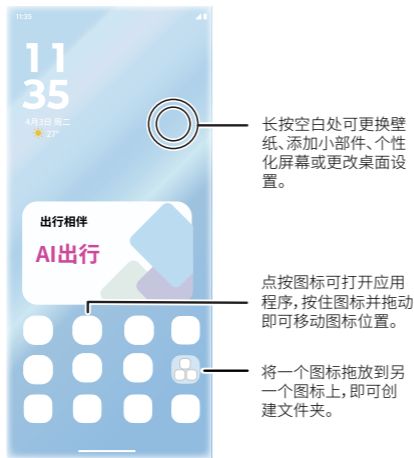 11:35
11
35
4月3日 周二
27°
出行相伴
AI出行
长按空白处可更换壁
纸、添加小部件、个性
化屏幕或更改桌面设
置。
点按图标可打开应用
程序,按住图标并拖动
即可移动图标位置。
将一个图标拖放到另
一个图标上,即可创
建文件夹。